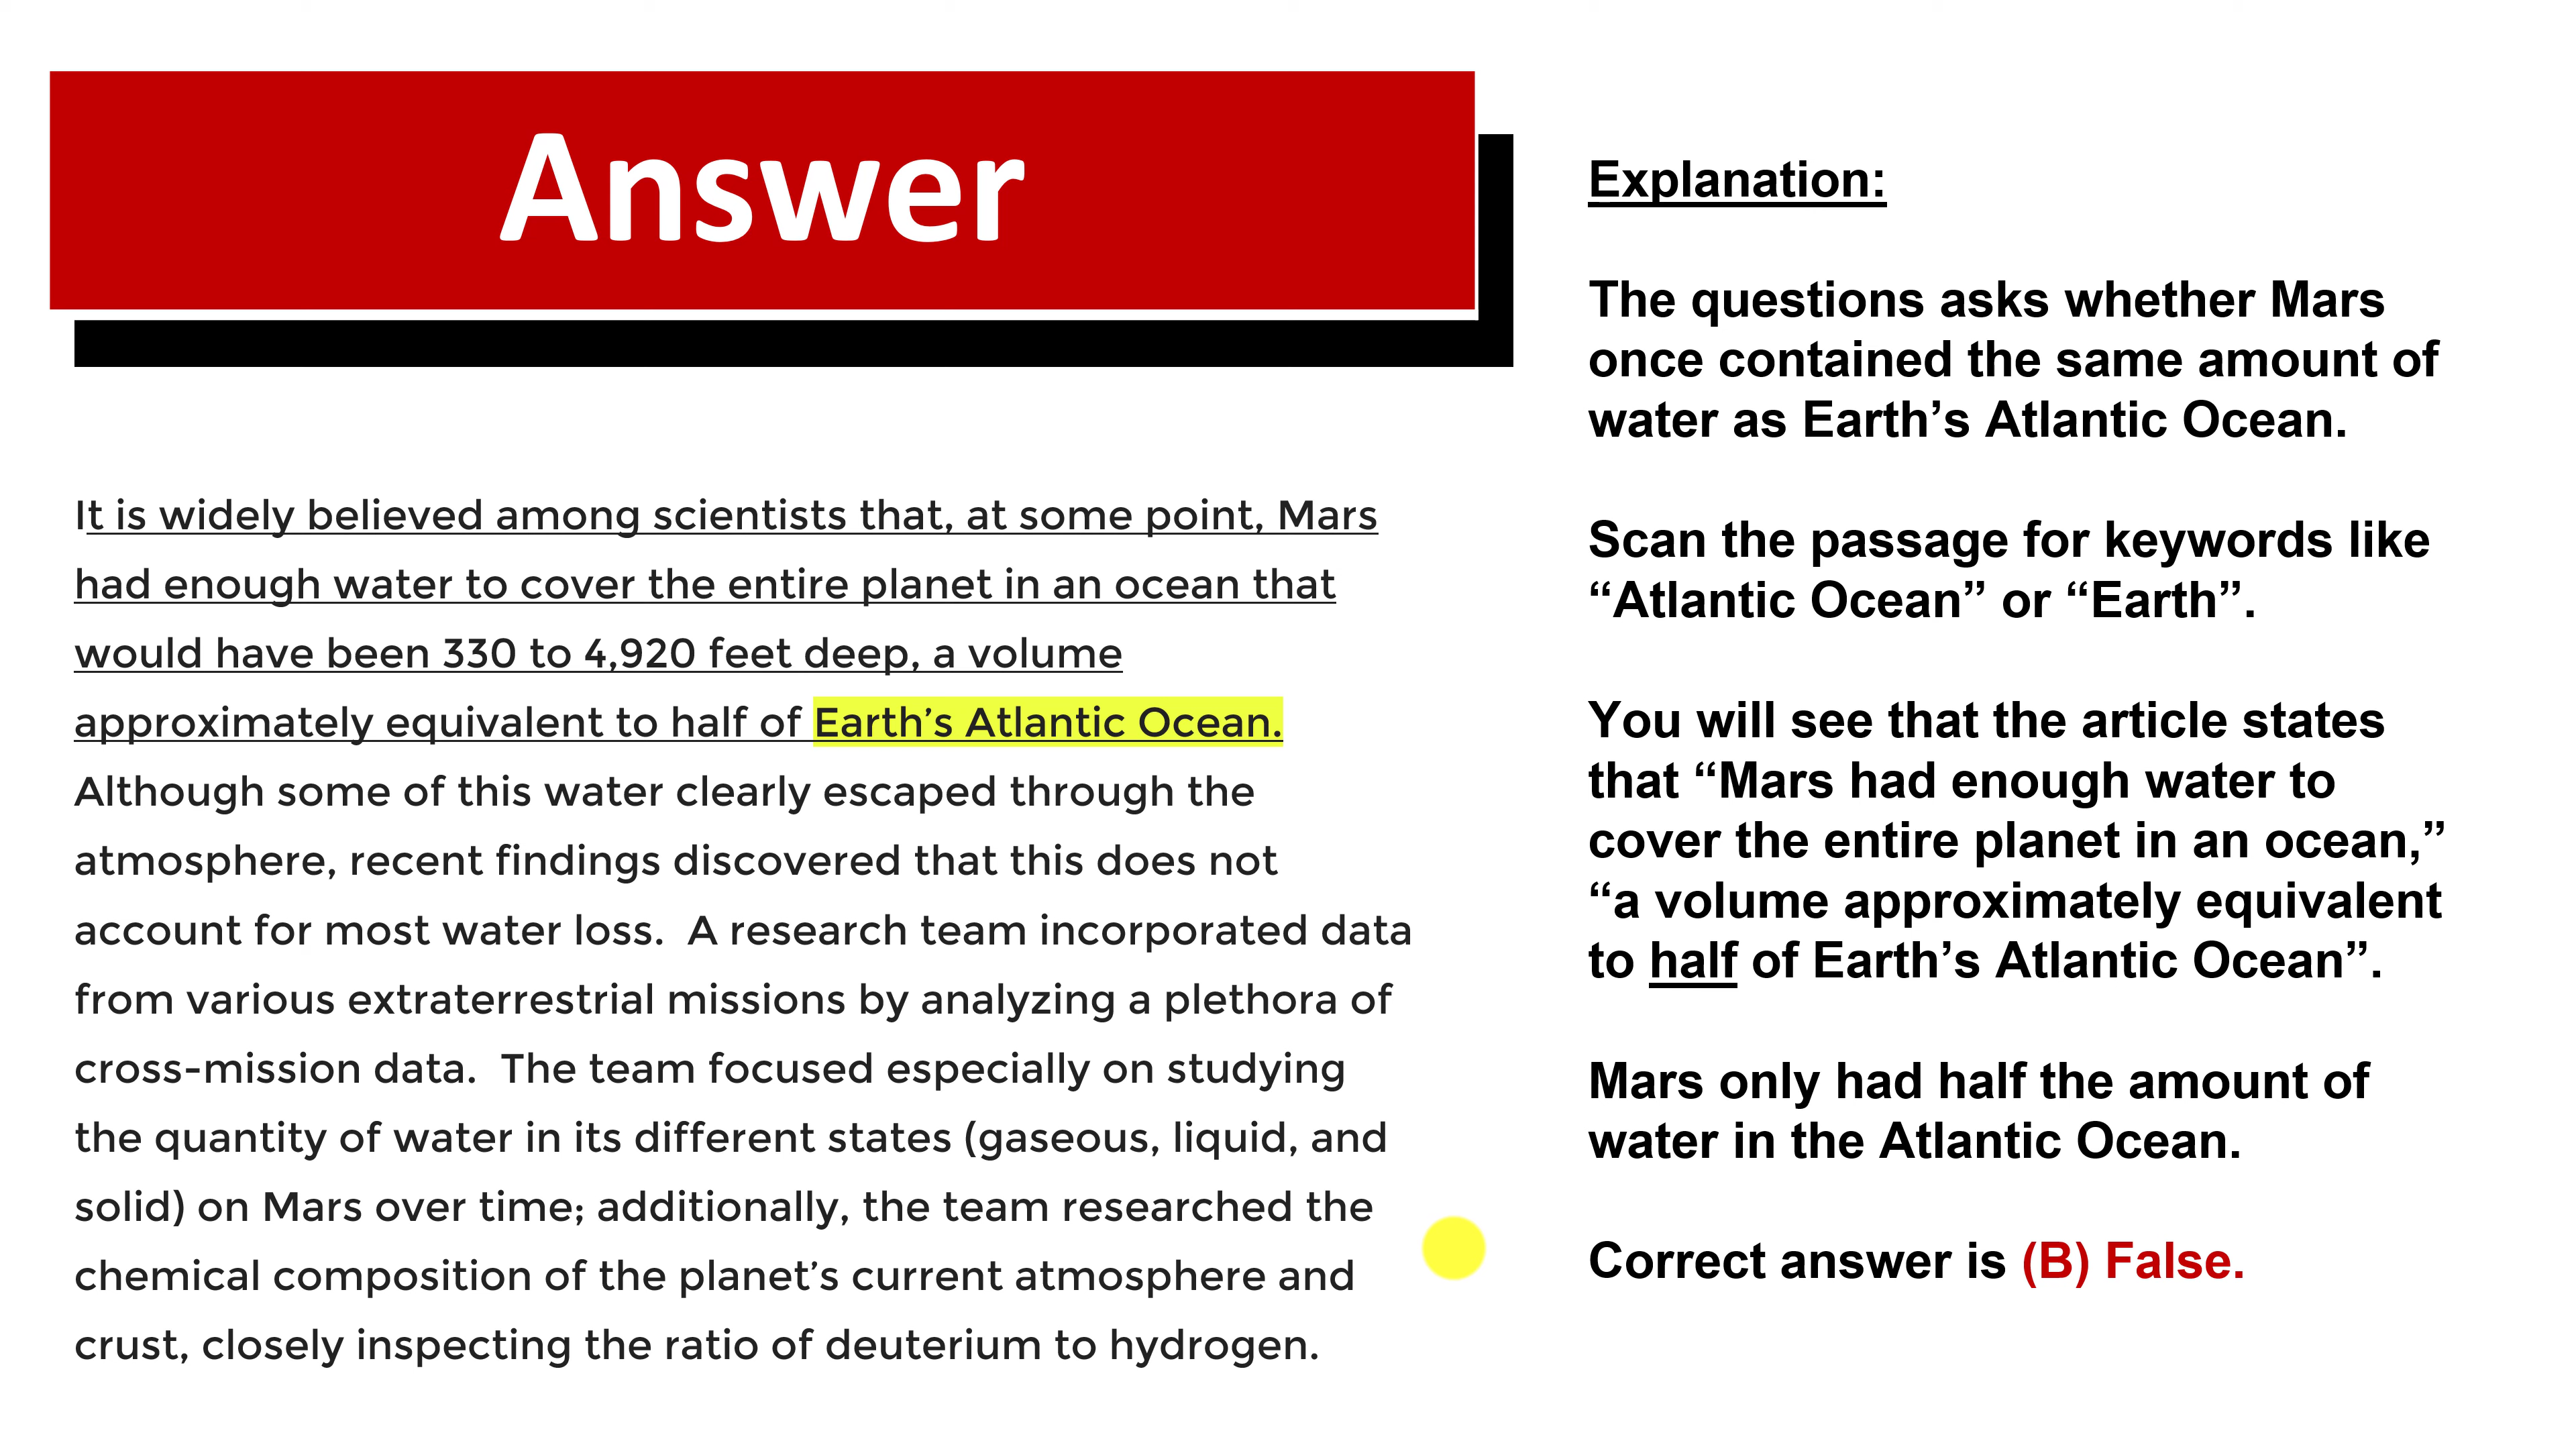 Answer
It is widely believed among scientists that, at some point, Mars
had enough water to cover the entire planet in an ocean that
would have been 330 to 4,920 feet deep, a volume
approximately equivalent to half of Earth’s Atlantic Ocean.
Although some of this water clearly escaped through the
atmosphere, recent findings discovered that this does not
account for most water loss.  A research team incorporated data
from various extraterrestrial missions by analyzing a plethora of
cross-mission data.  The team focused especially on studying
the quantity of water in its different states (gaseous, liquid, and
solid) on Mars over time; additionally, the team researched the
chemical composition of the planet’s current atmosphere and
crust, closely inspecting the ratio of deuterium to hydrogen.
Explanation:
The questions asks whether Mars
once contained the same amount of
water as Earth’s Atlantic Ocean.
Scan the passage for keywords like
“Atlantic Ocean” or “Earth”.
You will see that the article states
that “Mars had enough water to
cover the entire planet in an ocean,”
“a volume approximately equivalent
to half of Earth’s Atlantic Ocean”.
Mars only had half the amount of
water in the Atlantic Ocean.
Correct answer is (B) False.